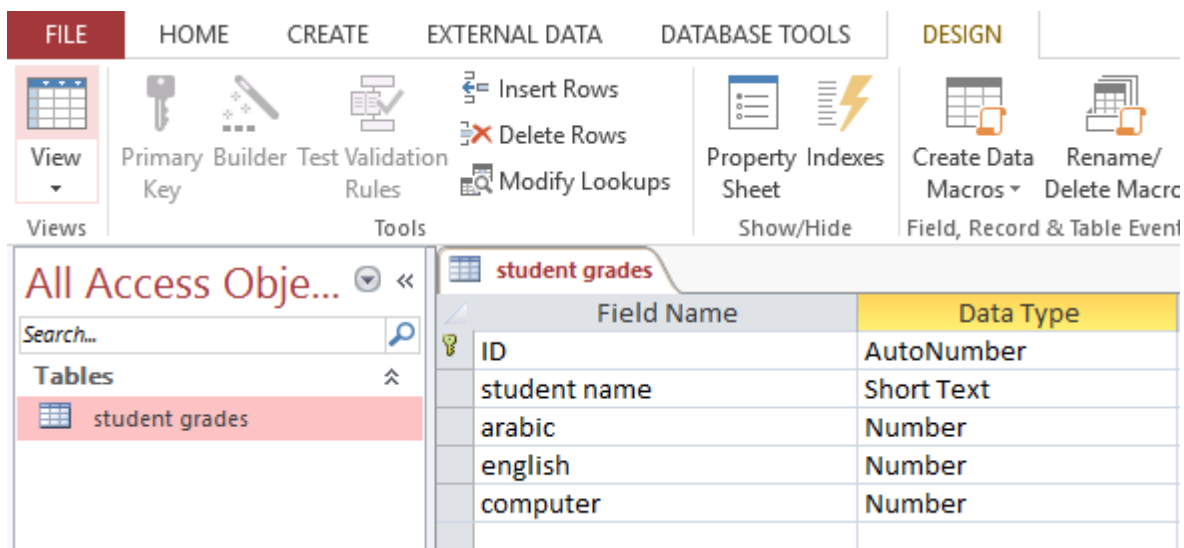 FILE HOME CREATE EXTERNAL DATA DATABASE TOOLS DESIGN
View
Primary Key
Builder
Test Validation Rules
Insert Rows
Delete Rows
Modify Lookups
Property Sheet
Indexes
Create Data Macros
Rename/
Delete Macro
Views Tools Show/Hide Field, Record & Table Event
All Access Obje...
Search...
Tables
student grades
student grades
Field Name Data Type
ID AutoNumber
student name Short Text
arabic Number
english Number
computer Number